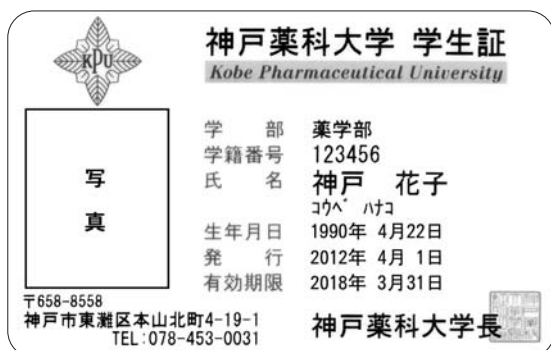 KPU
神戸薬科大学 学生証
Kobe Pharmaceutical University
写真
学部 薬学部
学籍番号 123456
氏名 神戸 花子
コウベ ハナコ
生年月日 1990年 4月22日
発行 2012年 4月 1日
有効期限 2018年 3月31日
〒658-8558
神戸市東灘区本山北町4-19-1
TEL:078-453-0031
神戸薬科大学長